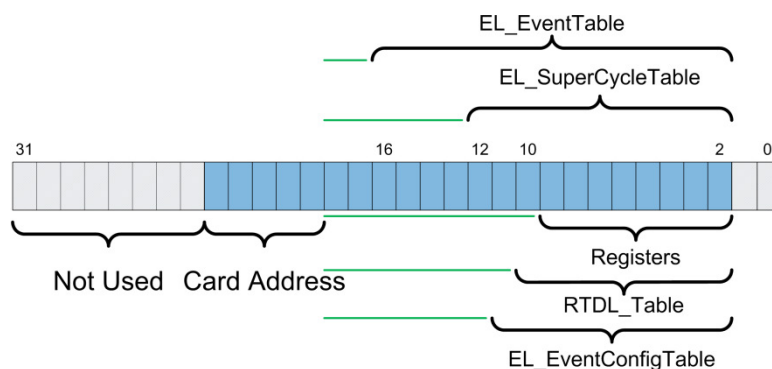 EL_EventTable
EL_SuperCycleTable
31 16 12 10 2 0
Not Used Card Address Registers
RTDL_Table
EL_EventConfigTable